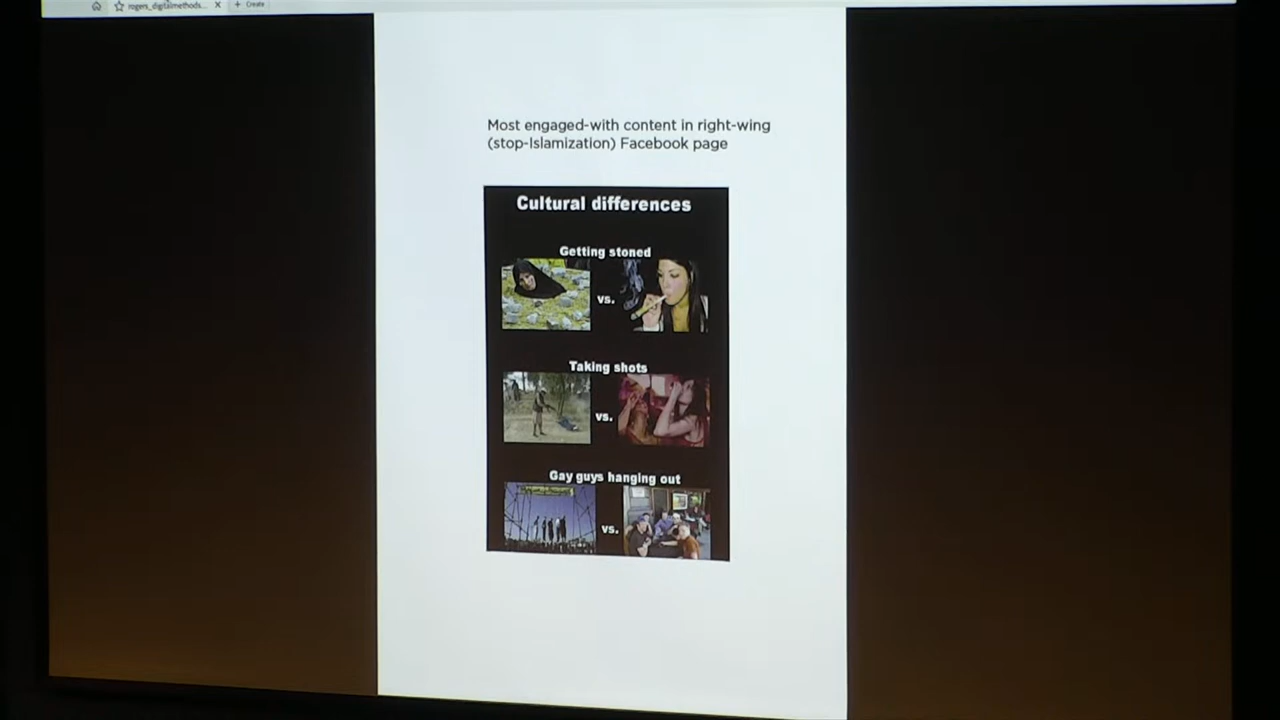 rogers_digitalmethods...
Create
Most engaged-with content in right-wing
(stop-Islamization) Facebook page
Cultural differences
Getting stoned
vs.
Taking shots
vs.
Gay guys hanging out
vs.